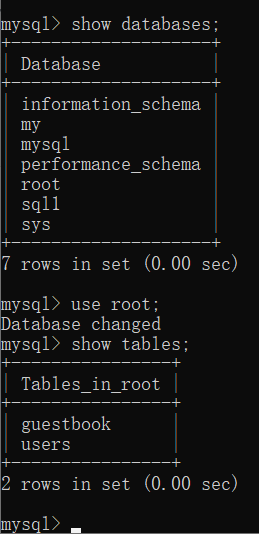 mysql> show databases;
+--------------------+
| Database           |
+--------------------+
| information_schema |
| my                 |
| mysql              |
| performance_schema |
| root               |
| sqll               |
| sys                |
+--------------------+
7 rows in set (0.00 sec)
mysql> use root;
Database changed
mysql> show tables;
+----------------+
| Tables_in_root |
+----------------+
| guestbook      |
| users          |
+----------------+
2 rows in set (0.00 sec)
mysql>